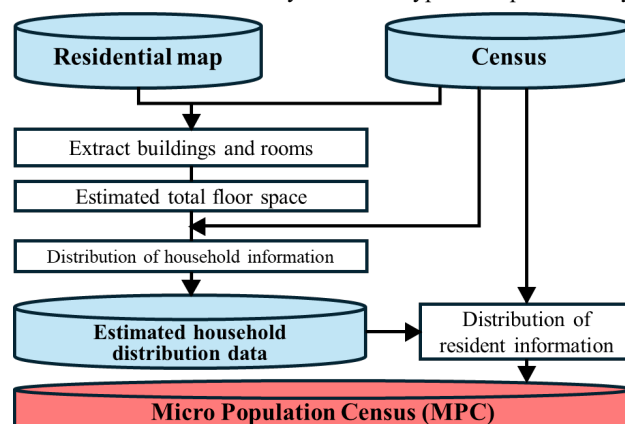 Residential map
Census
Extract buildings and rooms
Estimated total floor space
Distribution of household information
Estimated household
distribution data
Distribution of
resident information
Micro Population Census (MPC)